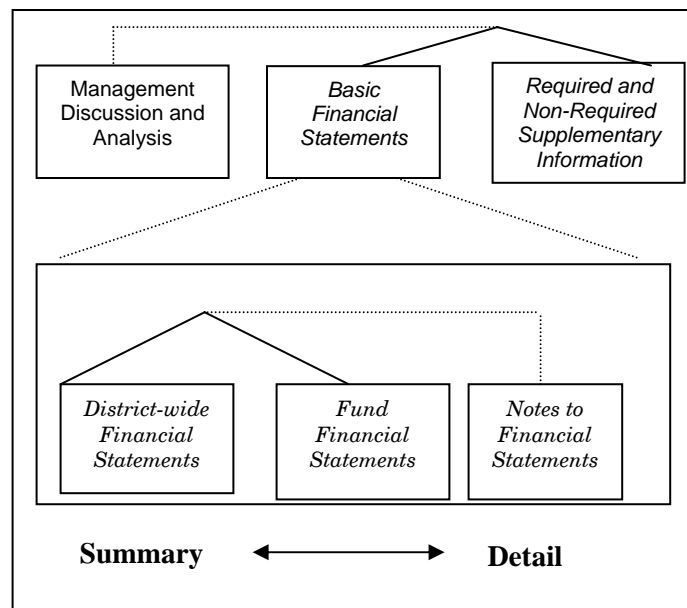 Management
Discussion and
Analysis
Basic
Financial
Statements
Required and
Non-Required
Supplementary
Information
District-wide
Financial
Statements
Fund
Financial
Statements
Notes to
Financial
Statements
Summary
Detail